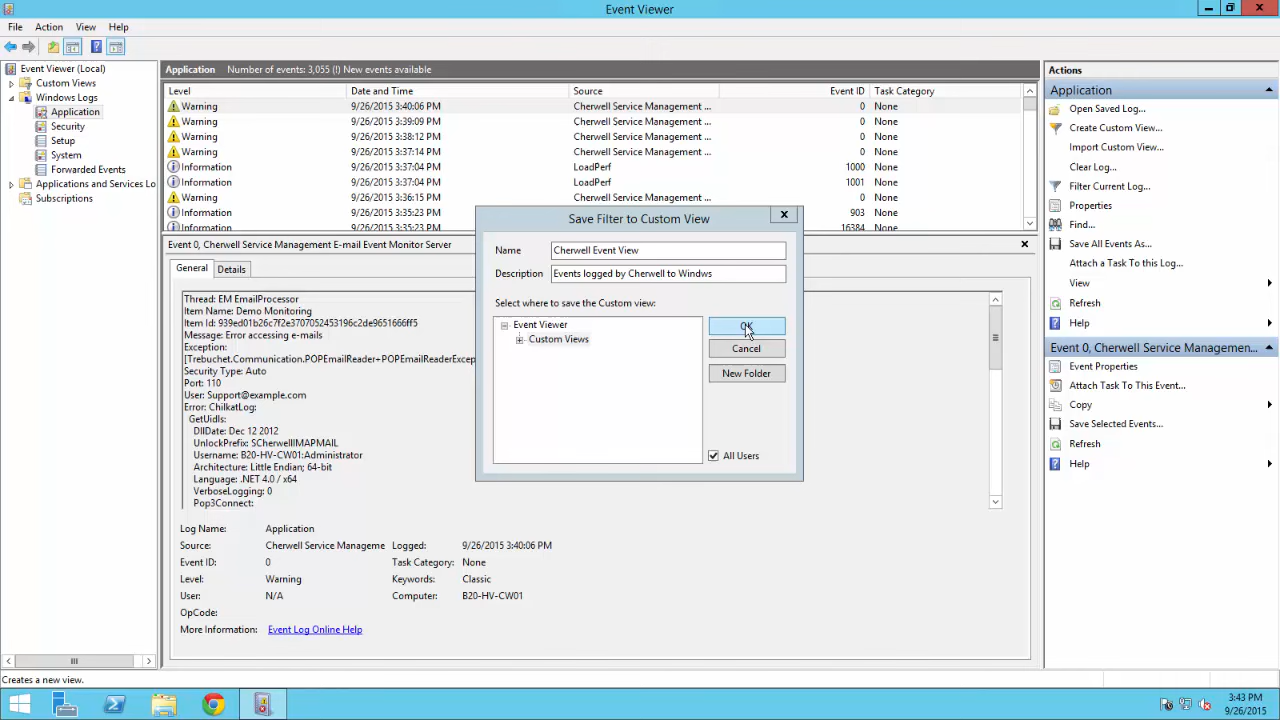 Event Viewer
File Action View Help
Event Viewer (Local)
Custom Views
Windows Logs
Application
Security
Setup
System
Forwarded Events
Applications and Services Lo
Subscriptions
Application Number of events: 3,055 (!) New events available
Level Date and Time Source Event ID Task Category
Warning 9/26/2015 3:40:06 PM Cherwell Service Management ... 0 None
Warning 9/26/2015 3:39:09 PM Cherwell Service Management ... 0 None
Warning 9/26/2015 3:38:12 PM Cherwell Service Management ... 0 None
Warning 9/26/2015 3:37:14 PM Cherwell Service Management ... 0 None
Information 9/26/2015 3:37:04 PM LoadPerf 1000 None
Information 9/26/2015 3:37:04 PM LoadPerf 1001 None
Warning 9/26/2015 3:36:15 PM Cherwell Service Management ... 0 None
Information 9/26/2015 3:35:23 PM 903 None
Information 9/26/2015 3:35:23 PM 16384 None
Event 0, Cherwell Service Management E-mail Event Monitor Server
General Details
Thread: EM EmailProcessor
Item Name: Demo Monitoring
Item Id: 939ed01b26c7f2e3707052453196c2de9651666ff5
Message: Error accessing e-mails
Exception:
[Trebuchet.Communication.POPEmailReader+POPEmailReaderExcep
Security Type: Auto
Port: 110
User: Support@example.com
Error: ChilkatLog:
GetUidls:
DllDate: Dec 12 2012
UnlockPrefix: SCherwellIMAPMAIL
Username: B20-HV-CW01:Administrator
Architecture: Little Endian; 64-bit
Language: .NET 4.0 / x64
VerboseLogging: 0
Pop3Connect:
Log Name: Application
Source: Cherwell Service Manageme Logged: 9/26/2015 3:40:06 PM
Event ID: 0 Task Category: None
Level: Warning Keywords: Classic
User: N/A Computer: B20-HV-CW01
OpCode:
More Information: Event Log Online Help
Save Filter to Custom View
Name Cherwell Event View
Description Events logged by Cherwell to Windws
Select where to save the Custom view:
Event Viewer
Custom Views
OK
Cancel
New Folder
All Users
Actions
Application
Open Saved Log...
Create Custom View...
Import Custom View...
Clear Log...
Filter Current Log...
Properties
Find...
Save All Events As...
Attach a Task To this Log...
View
Refresh
Help
Event 0, Cherwell Service Managemen...
Event Properties
Attach Task To This Event...
Copy
Save Selected Events...
Refresh
Help
Creates a new view.
3:43 PM
9/26/2015